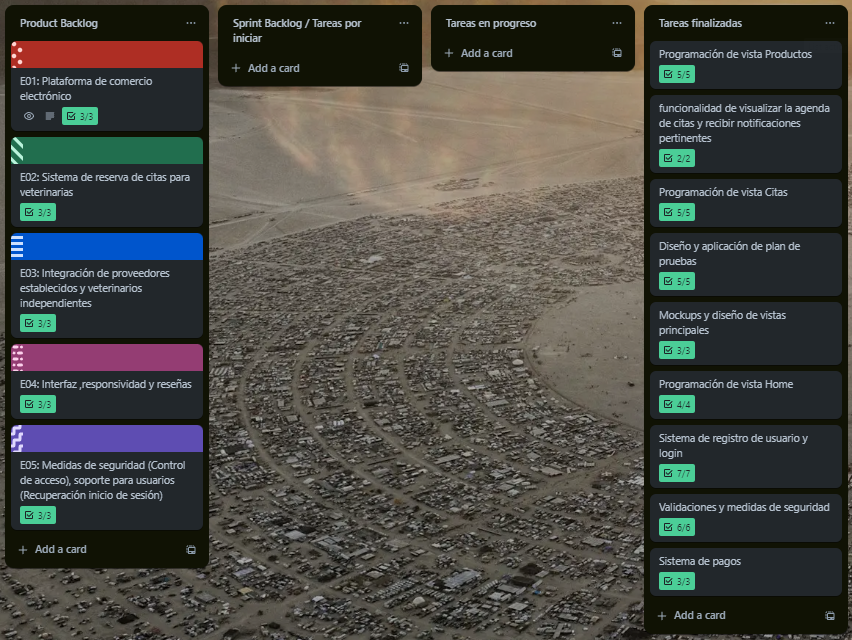 Product Backlog
E01: Plataforma de comercio
electrónico
3/3
E02: Sistema de reserva de citas para
veterinarias
3/3
E03: Integración de proveedores
establecidos y veterinarios
independientes
3/3
E04: Interfaz ,responsividad y reseñas
3/3
E05: Medidas de seguridad (Control
de acceso), soporte para usuarios
(Recuperación inicio de sesión)
3/3
+ Add a card
Sprint Backlog / Tareas por
iniciar
+ Add a card
Tareas en progreso
+ Add a card
Tareas finalizadas
Programación de vista Productos
5/5
funcionalidad de visualizar la agenda
de citas y recibir notificaciones
pertinentes
2/2
Programación de vista Citas
5/5
Diseño y aplicación de plan de
pruebas
5/5
Mockups y diseño de vistas
principales
3/3
Programación de vista Home
4/4
Sistema de registro de usuario y
login
7/7
Validaciones y medidas de seguridad
6/6
Sistema de pagos
3/3
+ Add a card